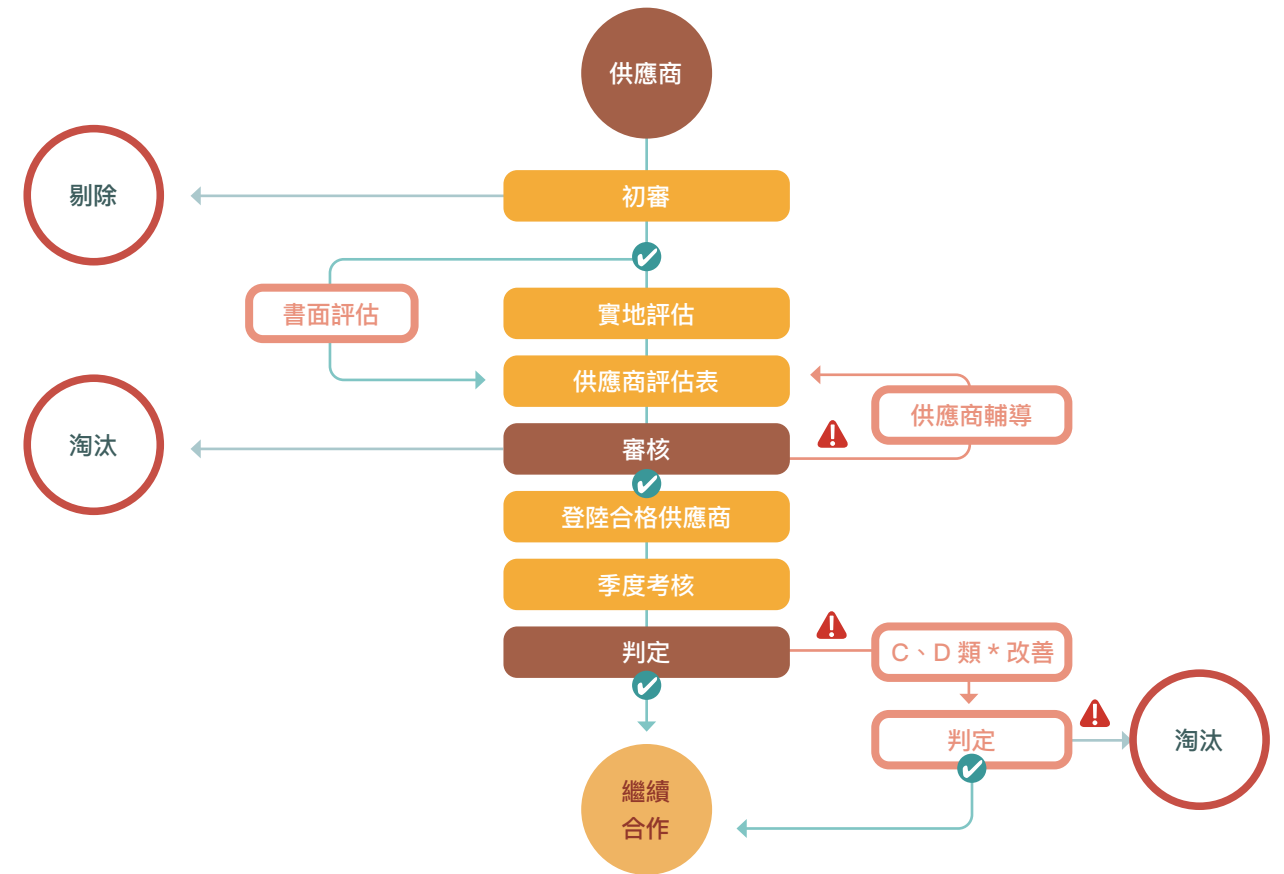 供應商
剔除
初審
書面評估
實地評估
供應商評估表
供應商輔導
淘汰
審核
登陸合格供應商
季度考核
判定
C、D 類 * 改善
判定
淘汰
繼續
合作